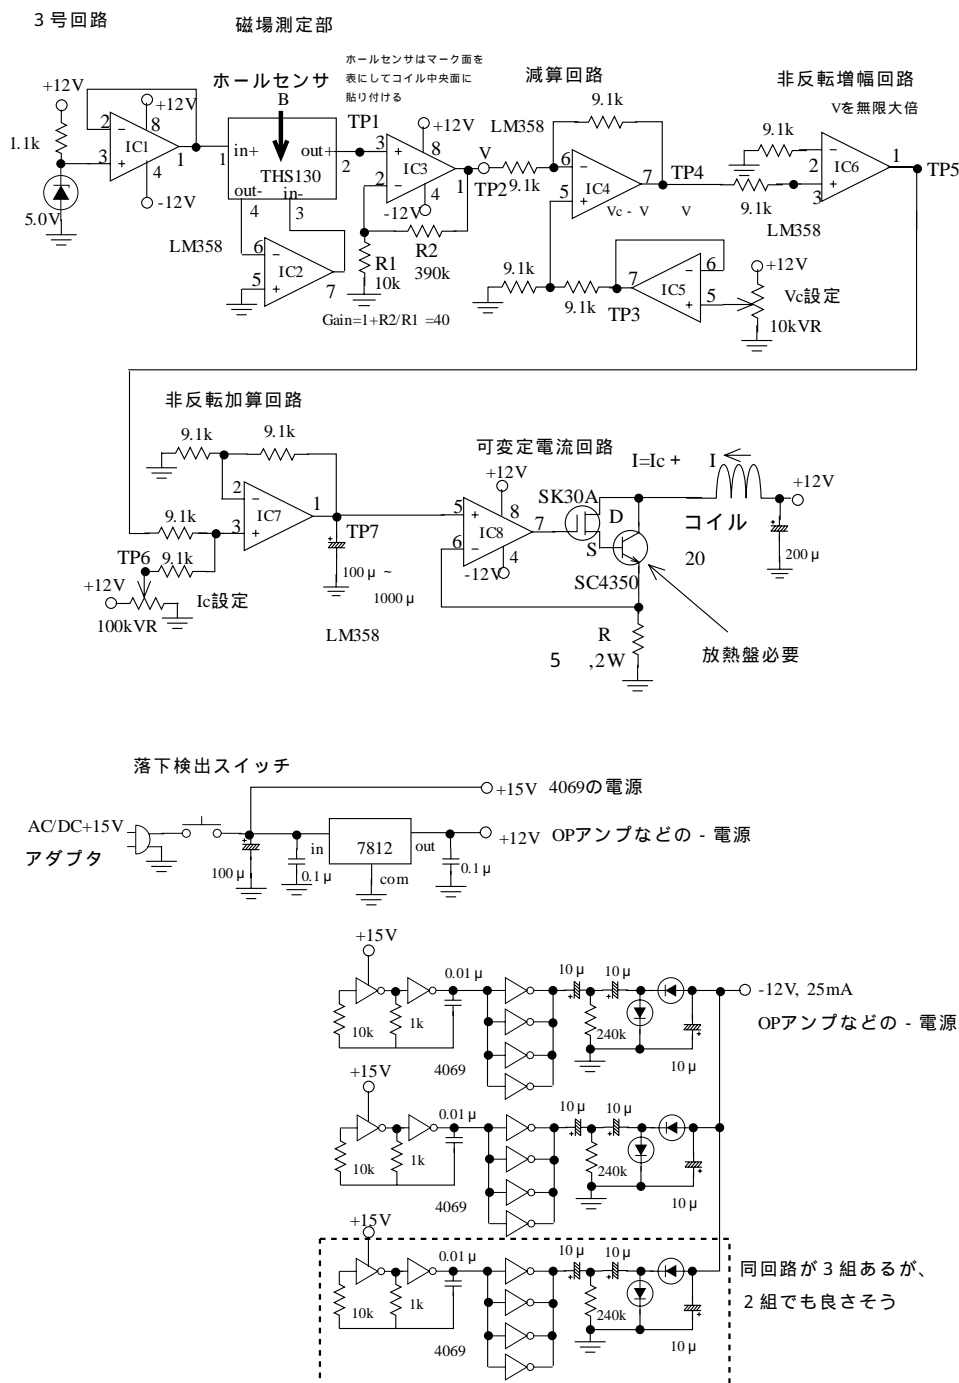 3号回路
磁場測定部
ホールセンサはマーク面を
表にしてコイル中央面に
貼り付ける
ホールセンサ
減算回路
非反転増幅回路
Vを無限大倍
+12V
1.1k
5.0V
2
3
8
+12V
IC1
1
4
-12V
B
1
in+
out+
2
THS130
out-
in-
4
3
LM358
6
5
IC2
7
TP1
3
2
+12V
8
IC3
1
4
-12V
R1
10k
R2
390k
Gain=1+R2/R1 =40
V
TP2
LM358
9.1k
9.1k
6
5
IC4
7
TP4
Vc - V
V
9.1k
9.1k
7
TP3
IC5
6
5
+12V
Vc設定
10kVR
9.1k
9.1k
2
3
IC6
1
TP5
LM358
非反転加算回路
9.1k
9.1k
2
3
IC7
1
TP7
9.1k
9.1k
TP6
+12V
100kVR
Ic設定
100μ ~
1000μ
LM358
可変定電流回路
+12V
5
6
8
IC8
7
4
-12V
SK30A
D
S
SC4350
I=Ic +
I
コイル
20
+12V
200μ
R
5 ,2W
放熱盤必要
落下検出スイッチ
AC/DC+15V
アダプタ
100μ
0.1μ
in
7812
out
com
0.1μ
+15V
4069の電源
+12V
OPアンプなどの - 電源
+15V
10k
1k
0.01μ
4069
10μ
10μ
240k
10μ
-12V, 25mA
OPアンプなどの - 電源
+15V
10k
1k
0.01μ
4069
10μ
10μ
240k
10μ
+15V
10k
1k
0.01μ
4069
10μ
10μ
240k
10μ
同回路が3組あるが、
2組でも良さそう